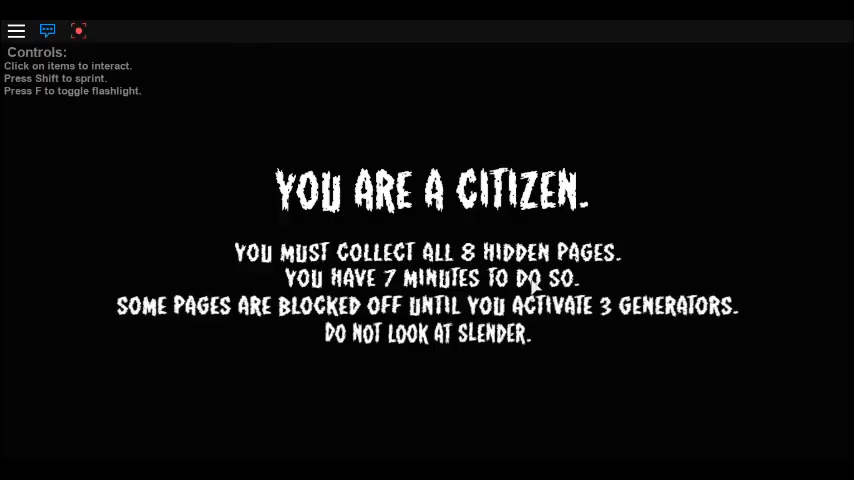 Controls:
Click on items to interact.
Press Shift to sprint.
Press F to toggle flashlight.
YOU ARE A CITIZEN.
YOU MUST COLLECT ALL 8 HIDDEN PAGES.
YOU HAVE 7 MINUTES TO DO SO.
SOME PAGES ARE BLOCKED OFF UNTIL YOU ACTIVATE 3 GENERATORS.
DO NOT LOOK AT SLENDER.